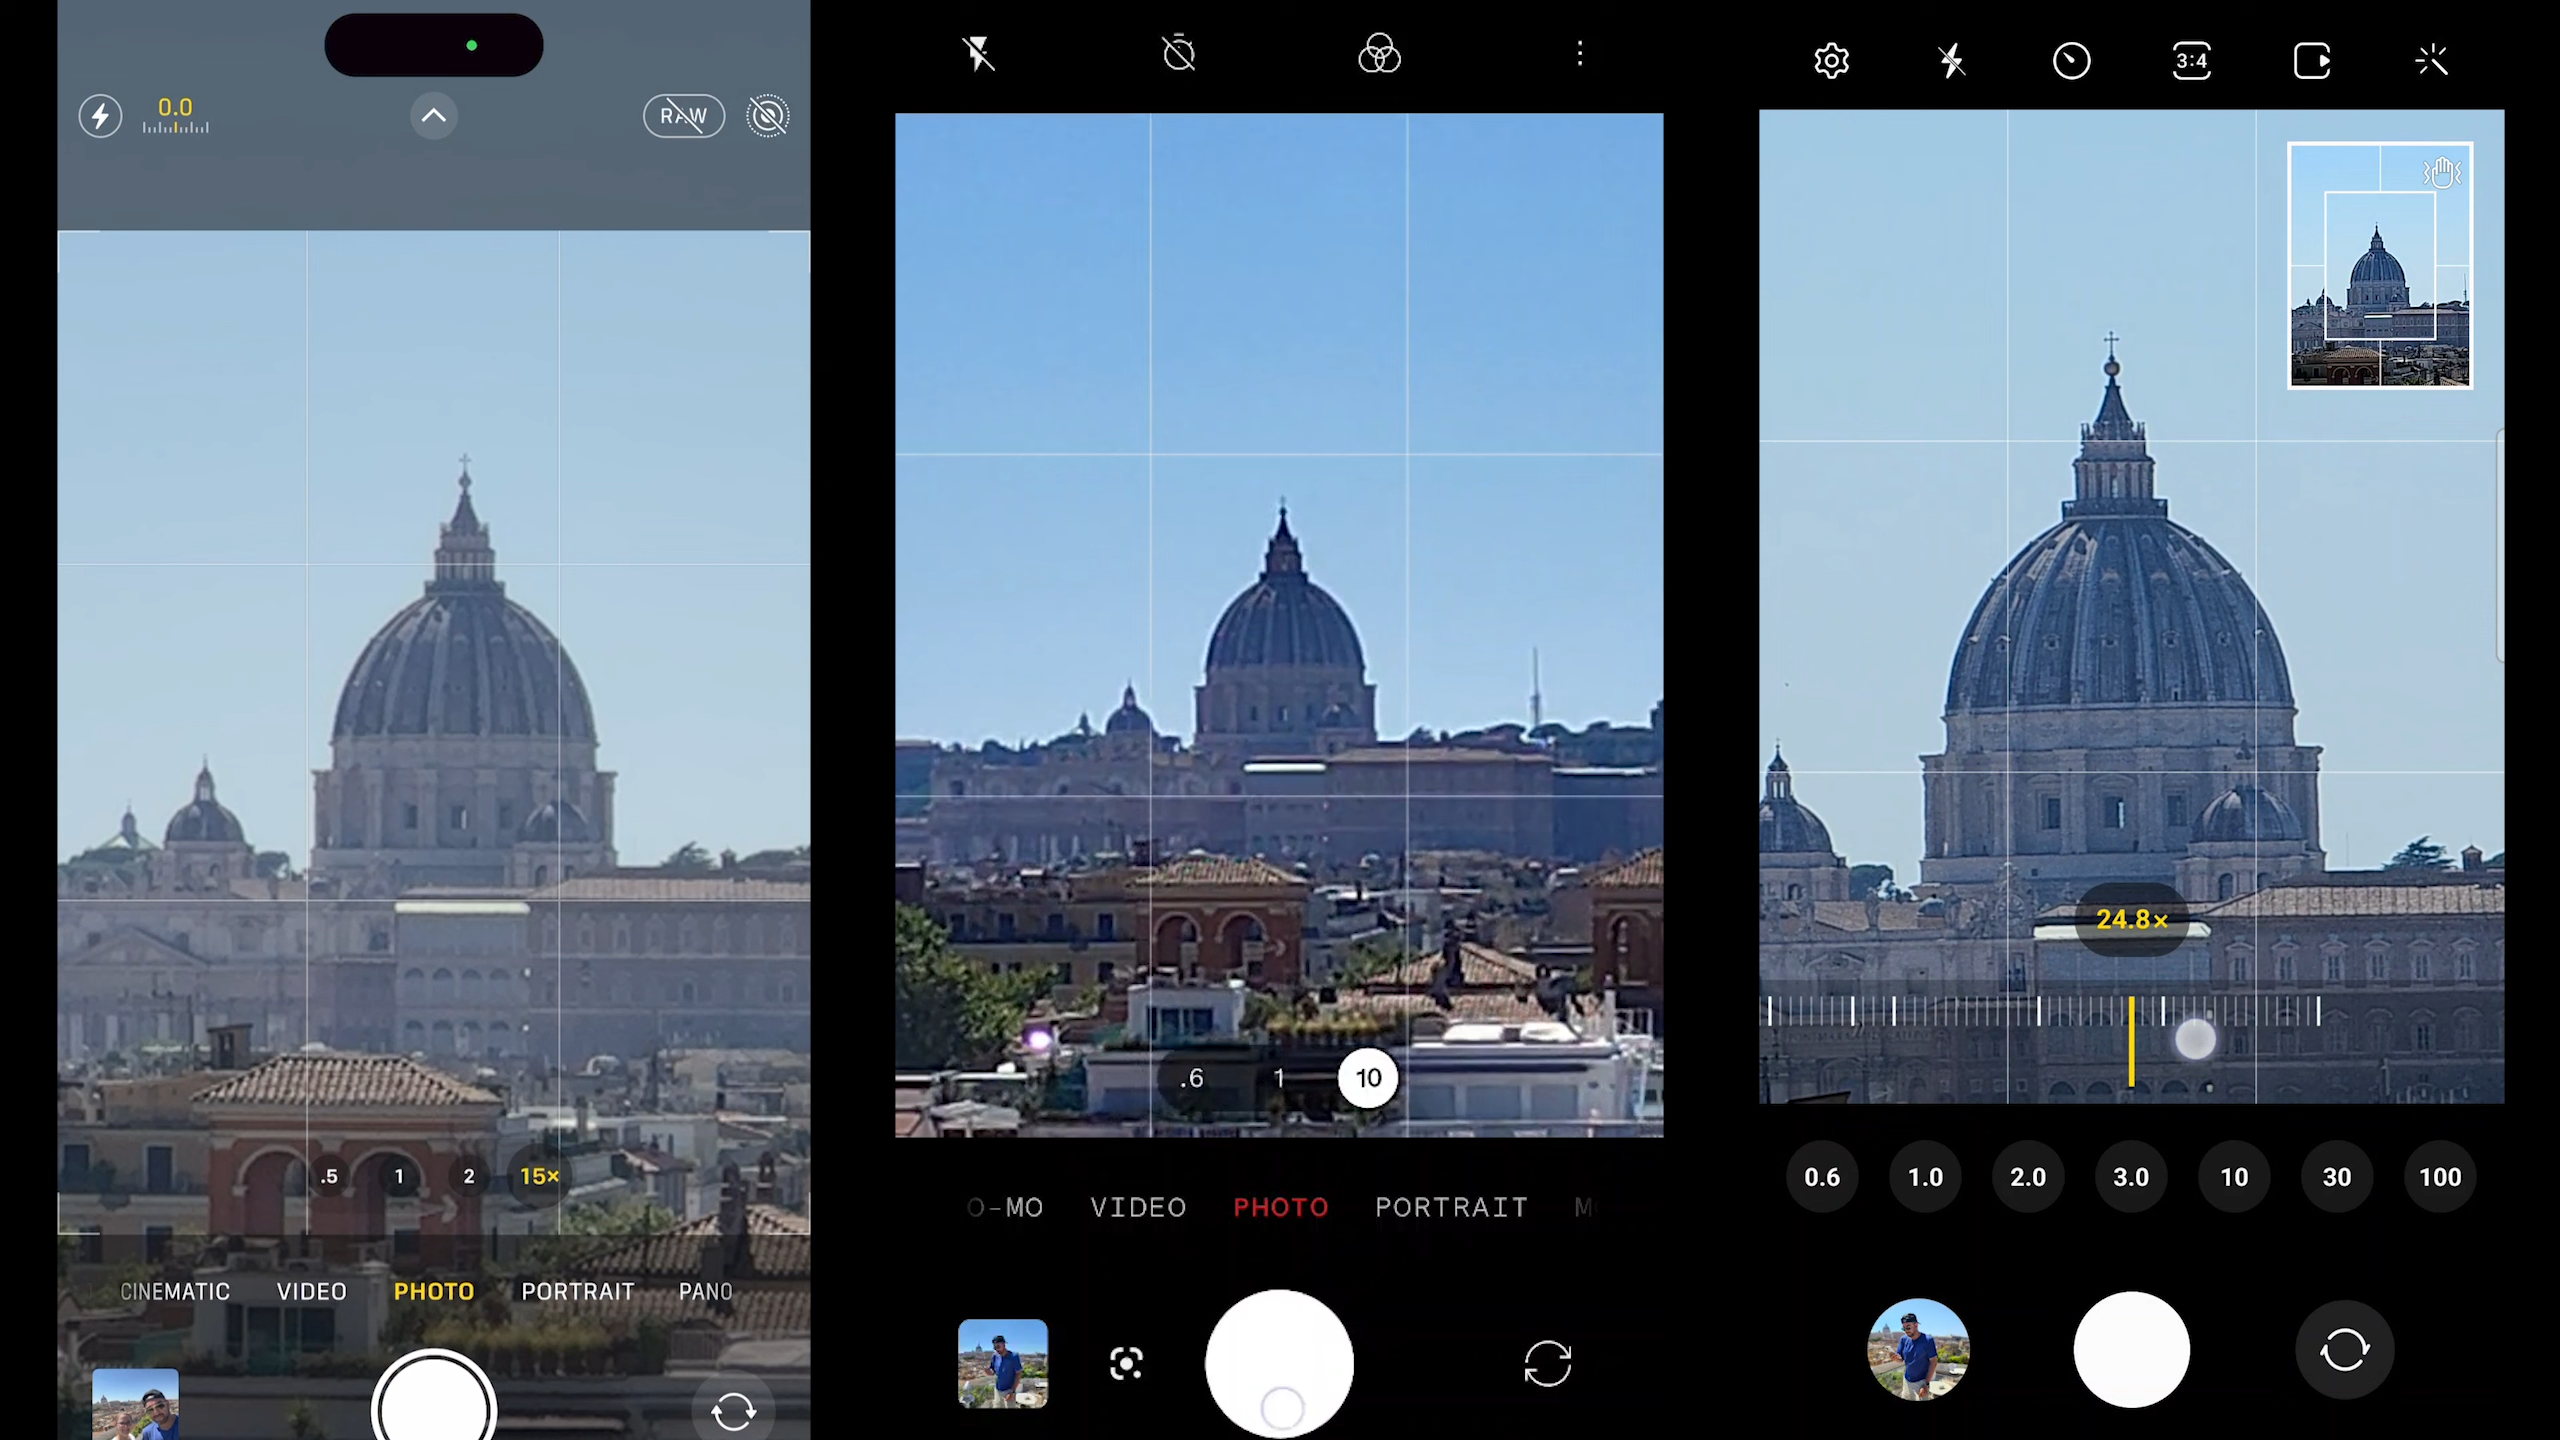 0.0
RAW
.5 1 2 15×
CINEMATIC VIDEO PHOTO PORTRAIT PANO
.6 1 10
O-MO VIDEO PHOTO PORTRAIT M
3:4
24.8×
0.6 1.0 2.0 3.0 10 30 100